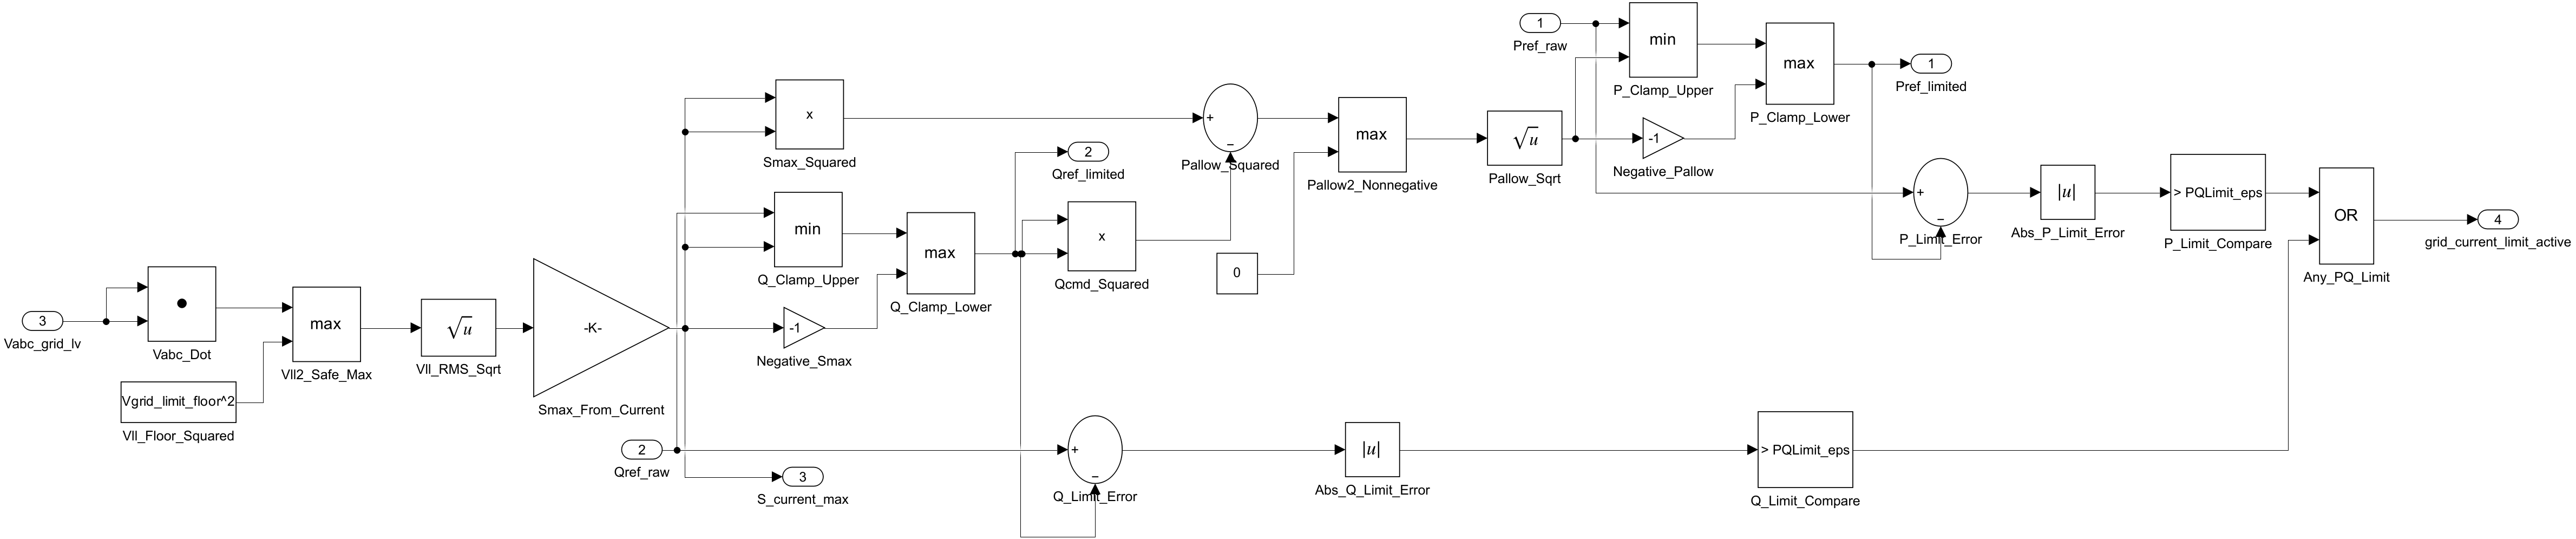 1
Pref_raw
min
P_Clamp_Upper
max
P_Clamp_Lower
1
Pref_limited
x
Smax_Squared
+
−
Pallow_Squared
max
Pallow2_Nonnegative
√u
Pallow_Sqrt
-1
Negative_Pallow
2
Qref_limited
+
−
P_Limit_Error
|u|
Abs_P_Limit_Error
> PQLimit_eps
P_Limit_Compare
OR
Any_PQ_Limit
4
grid_current_limit_active
min
Q_Clamp_Upper
max
Q_Clamp_Lower
x
Qcmd_Squared
0
3
Vabc_grid_lv
Vabc_Dot
max
Vll2_Safe_Max
√u
Vll_RMS_Sqrt
-K-
Smax_From_Current
-1
Negative_Smax
Vgrid_limit_floor^2
Vll_Floor_Squared
2
Qref_raw
3
S_current_max
+
−
Q_Limit_Error
|u|
Abs_Q_Limit_Error
> PQLimit_eps
Q_Limit_Compare